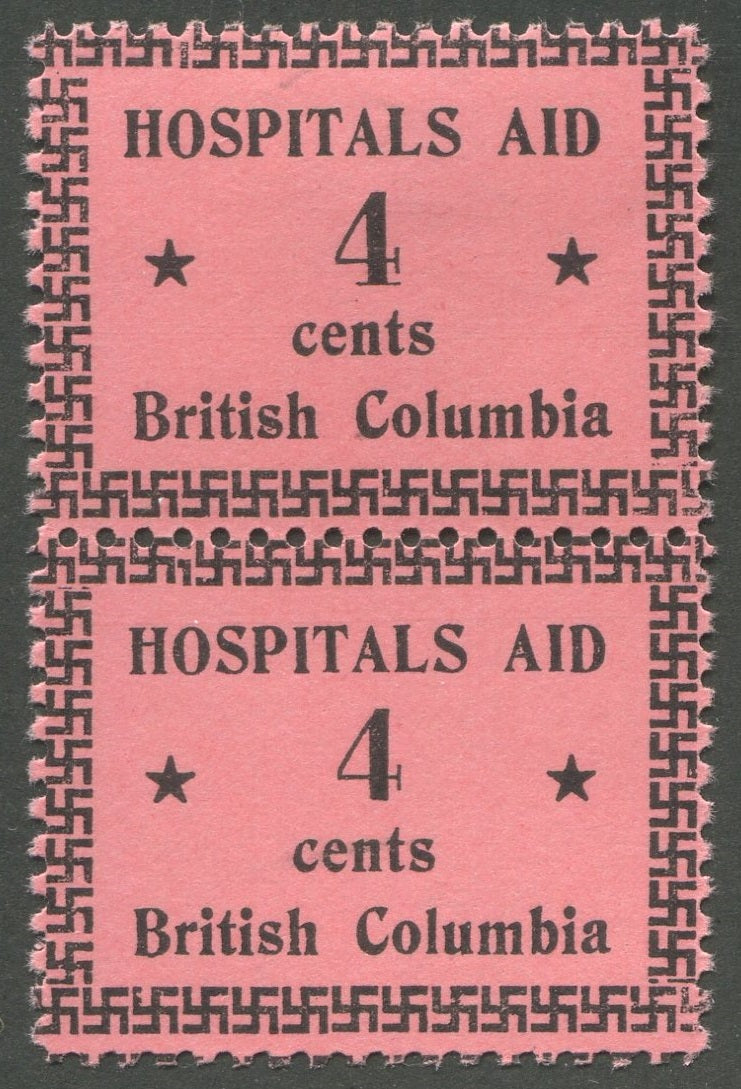 HOSPITALS AID
4
cents
British Columbia
HOSPITALS AID
4
cents
British Columbia